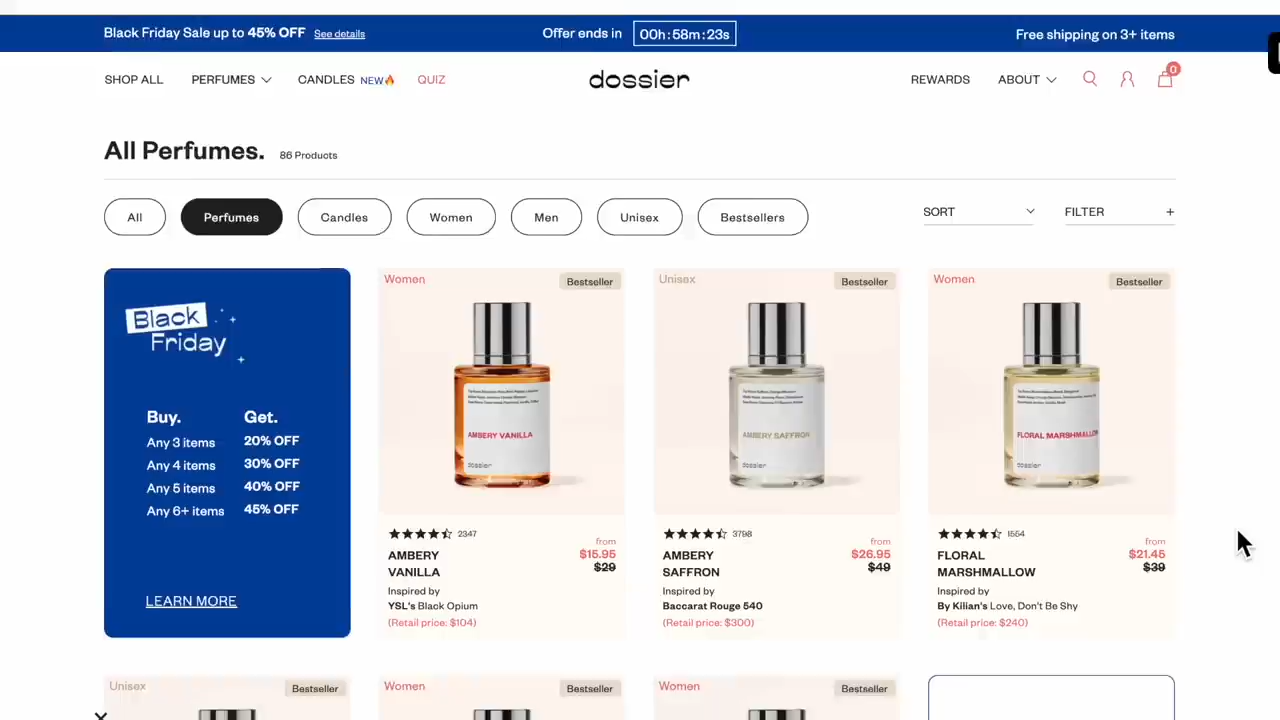 Black Friday Sale up to 45% OFF See details
Offer ends in 00h:58m:23s
Free shipping on 3+ items
SHOP ALL PERFUMES CANDLES NEW QUIZ
dossier
REWARDS ABOUT 0
All Perfumes. 86 Products
All Perfumes Candles Women Men Unisex Bestsellers
SORT FILTER +
Black
Friday
Buy. Get.
Any 3 items 20% OFF
Any 4 items 30% OFF
Any 5 items 40% OFF
Any 6+ items 45% OFF
LEARN MORE
Women Bestseller
AMBERY VANILLA
dossier
2347
from
AMBERY $15.95
VANILLA $29
Inspired by
YSL's Black Opium
(Retail price: $104)
Unisex Bestseller
AMBERY SAFFRON
dossier
3798
from
AMBERY $26.95
SAFFRON $49
Inspired by
Baccarat Rouge 540
(Retail price: $300)
Women Bestseller
FLORAL MARSHMALLOW
dossier
1554
from
FLORAL $21.45
MARSHMALLOW $39
Inspired by
By Kilian's Love, Don't Be Shy
(Retail price: $240)
Unisex Bestseller
Women Bestseller
Women Bestseller